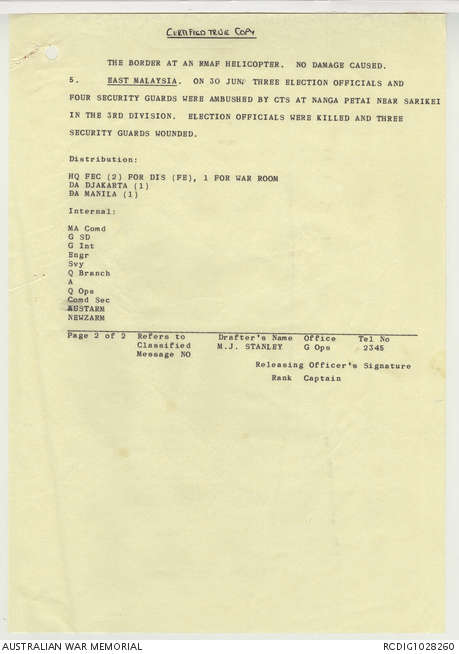 CERTIFIED TRUE COPY
THE BORDER AT AN RMAF HELICOPTER. NO DAMAGE CAUSED.
5. EAST MALAYSIA. ON 30 JUNE THREE ELECTION OFFICIALS AND
FOUR SECURITY GUARDS WERE AMBUSHED BY CTS AT NANGA PETAI NEAR SARIKEI
IN THE 3RD DIVISION. ELECTION OFFICIALS WERE KILLED AND THREE
SECURITY GUARDS WOUNDED.
Distribution:
HQ FEC (2) FOR DIS (FE), 1 FOR WAR ROOM
DA DJAKARTA (1)
DA MANILA (1)
Internal:
MA Comd
G SD
G Int
Engr
Svy
Q Branch
A
Q Ops
Comd Sec
AUSTARM
NEWZARM
Page 2 of 2 Refers to Drafter's Name Office Tel No
Classified M.J. STANLEY G Ops 2345
Message NO
Releasing Officer's Signature
Rank Captain
AUSTRALIAN WAR MEMORIAL RCDIG1028260